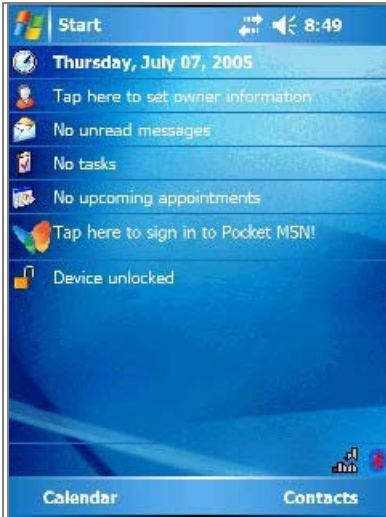 Start 8:49
Thursday, July 07, 2005
Tap here to set owner information
No unread messages
No tasks
No upcoming appointments
Tap here to sign in to Pocket MSN!
Device unlocked
Calendar Contacts